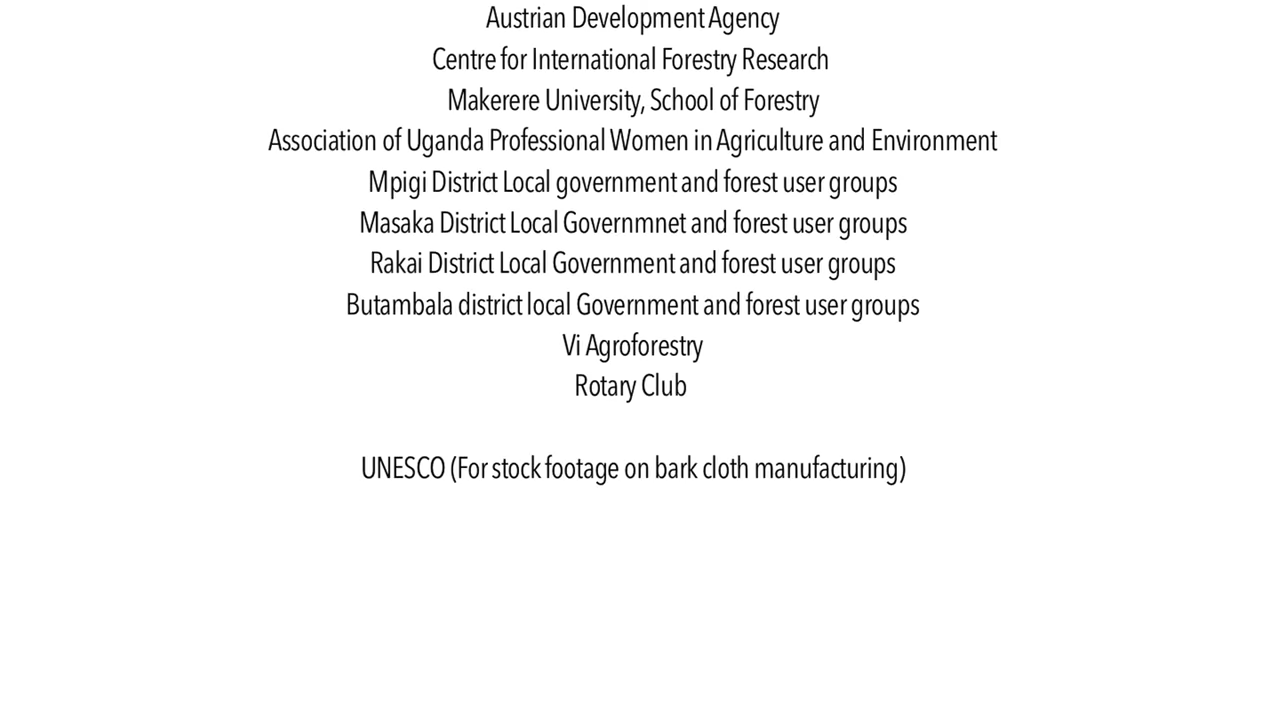 Austrian Development Agency
Centre for International Forestry Research
Makerere University, School of Forestry
Association of Uganda Professional Women in Agriculture and Environment
Mpigi District Local government and forest user groups
Masaka District Local Governmnet and forest user groups
Rakai District Local Government and forest user groups
Butambala district local Government and forest user groups
Vi Agroforestry
Rotary Club
UNESCO (For stock footage on bark cloth manufacturing)